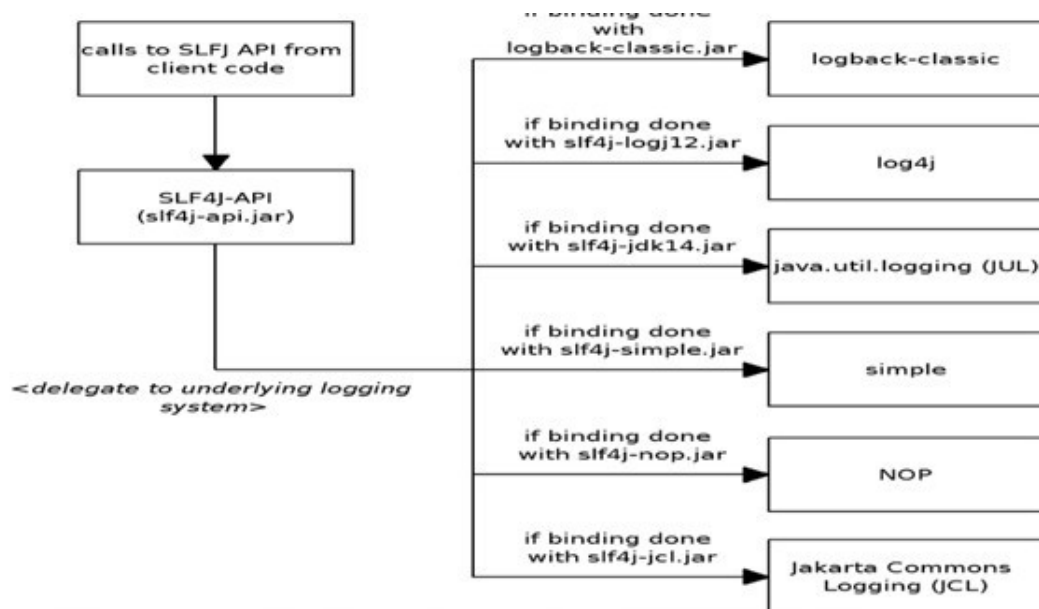 calls to SLFJ API from
client code
SLF4J-API
(slf4j-api.jar)
<delegate to underlying logging
system>
if binding done
with
logback-classic.jar
logback-classic
if binding done
with slf4j-logj12.jar
log4j
if binding done
with slf4j-jdk14.jar
java.util.logging (JUL)
if binding done
with slf4j-simple.jar
simple
if binding done
with slf4j-nop.jar
NOP
if binding done
with slf4j-jcl.jar
Jakarta Commons
Logging (JCL)